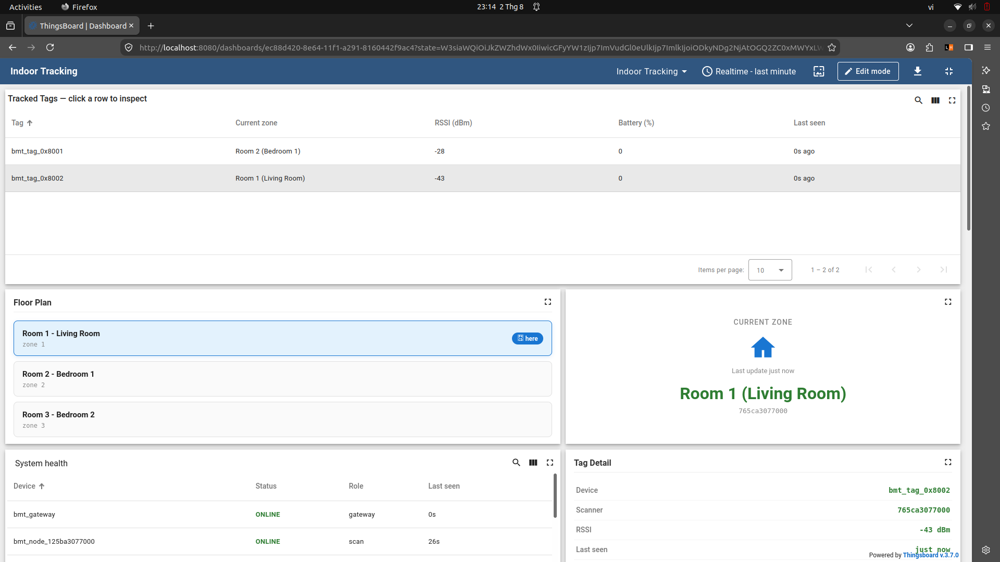 Activities
Firefox
23:14 2 Thg 8
vi
ThingsBoard | Dashboard
http://localhost:8080/dashboards/ec88d420-8e64-11f1-a291-8160442f9ac4?state=W3siaWQiOiJkZWZhdWx0IiwicGFyYW1zIjp7ImVudGl0eUlkIjp7ImlkIjoiODkyNDg2NjAtOGQ2ZC0xMWYxLW
Indoor Tracking
Indoor Tracking
Realtime - last minute
Edit mode
Tracked Tags — click a row to inspect
Tag Current zone RSSI (dBm) Battery (%) Last seen
bmt_tag_0x8001 Room 2 (Bedroom 1) -28 0 0s ago
bmt_tag_0x8002 Room 1 (Living Room) -43 0 0s ago
Items per page: 10 1 – 2 of 2
Floor Plan
Room 1 - Living Room
zone 1
here
Room 2 - Bedroom 1
zone 2
Room 3 - Bedroom 2
zone 3
CURRENT ZONE
Last update just now
Room 1 (Living Room)
765ca3077000
System health
Device Status Role Last seen
bmt_gateway ONLINE gateway 0s
bmt_node_125ba3077000 ONLINE scan 26s
Tag Detail
Device bmt_tag_0x8002
Scanner 765ca3077000
RSSI -43 dBm
Last seen just now
Powered by Thingsboard v.3.7.0